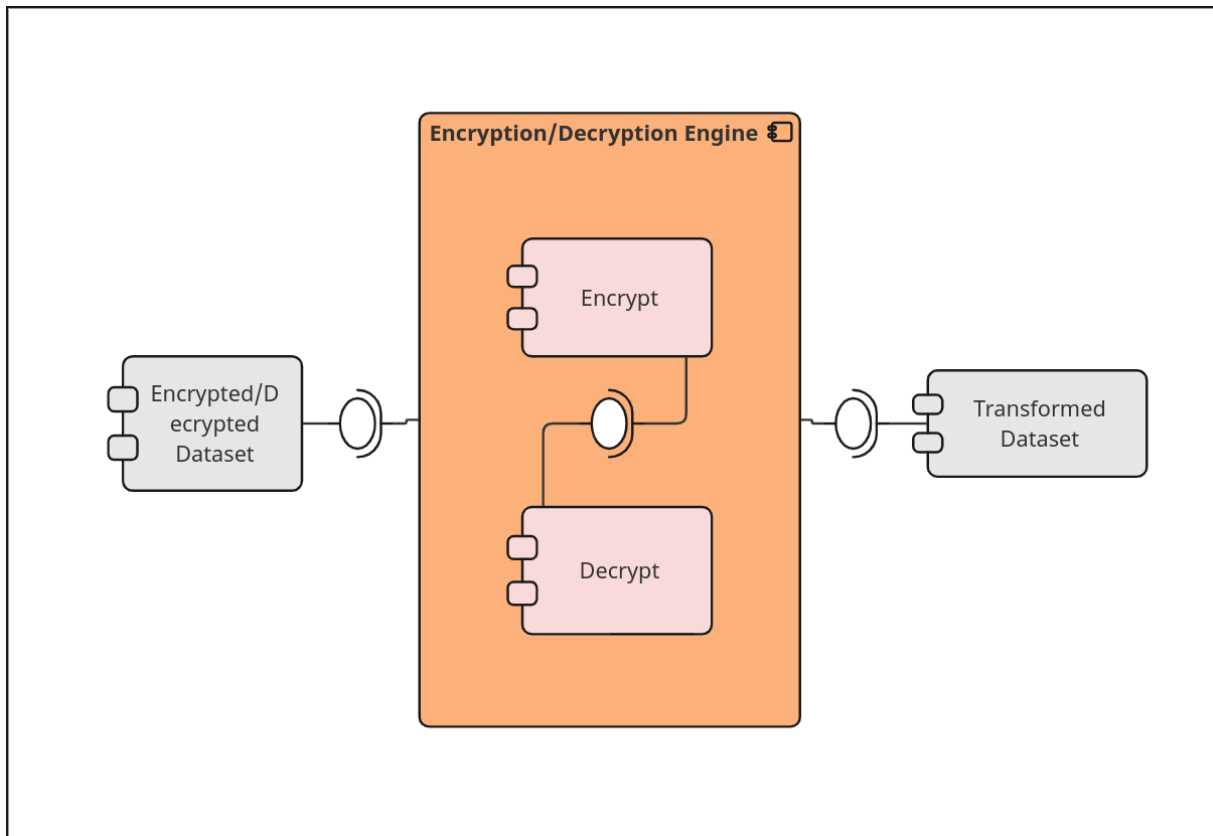 Encryption/Decryption Engine
Encrypt
Encrypted/D
ecrypted
Dataset
Transformed
Dataset
Decrypt